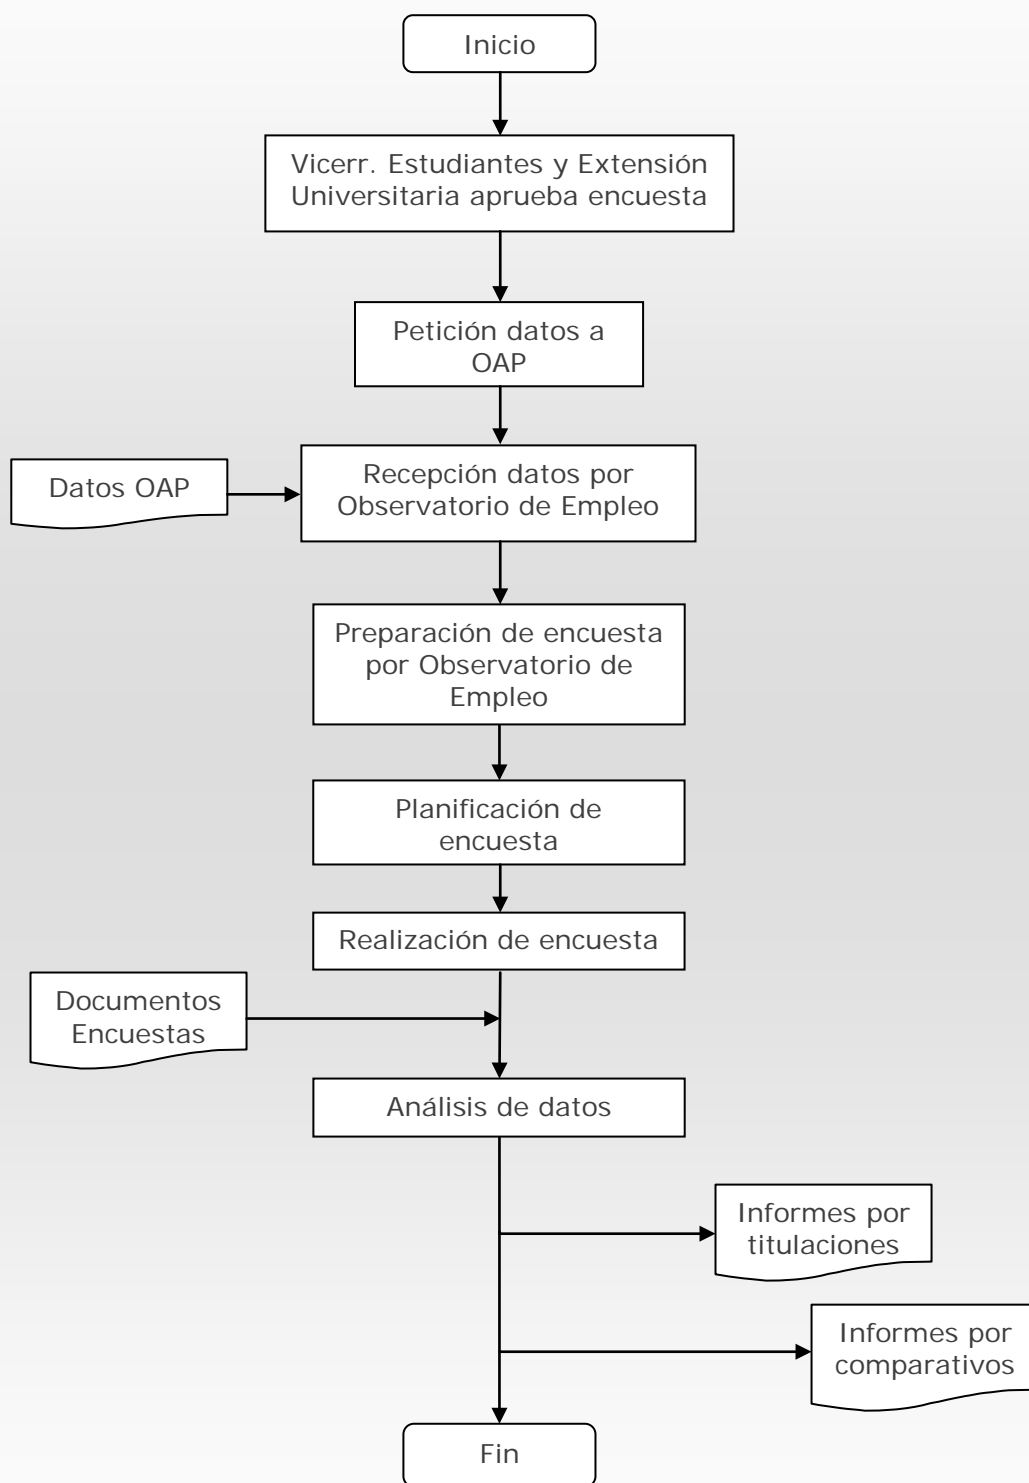 Inicio
Vicerr. Estudiantes y Extensión
Universitaria aprueba encuesta
Petición datos a
OAP
Datos OAP
Recepción datos por
Observatorio de Empleo
Preparación de encuesta
por Observatorio de
Empleo
Planificación de
encuesta
Realización de encuesta
Documentos
Encuestas
Análisis de datos
Informes por
titulaciones
Informes por
comparativos
Fin